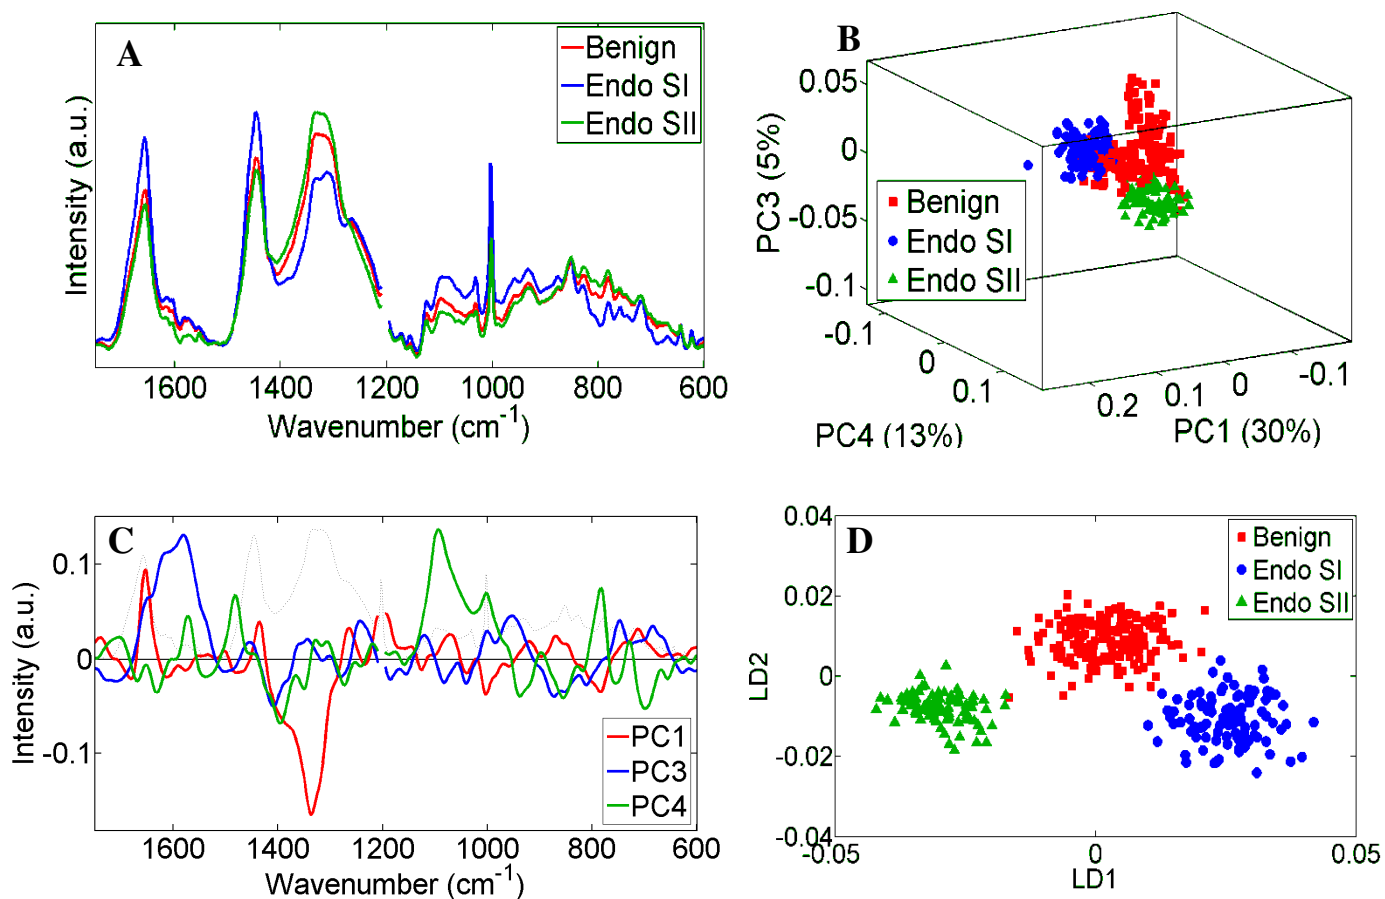 A
Benign
Endo SI
Endo SII
Intensity (a.u.)
1600
1400
1200
1000
800
600
Wavenumber (cm-1)
B
0.05
0
-0.05
-0.1
PC3 (5%)
Benign
Endo SI
Endo SII
-0.1
0
0.1
PC4 (13%)
0.2
0.1
0
-0.1
PC1 (30%)
C
0.1
0
-0.1
Intensity (a.u.)
PC1
PC3
PC4
1600
1400
1200
1000
800
600
Wavenumber (cm-1)
D
Benign
Endo SI
Endo SII
0.04
0.02
0
-0.02
-0.04
LD2
-0.05
0
0.05
LD1